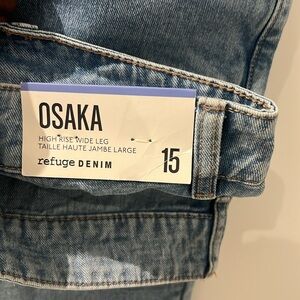 OSAKA
HIGH RISE WIDE LEG
TAILLE HAUTE JAMBE LARGE
refuge DENIM
15